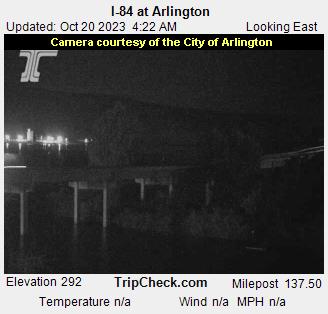 I-84 at Arlington
Updated: Oct 20 2023 4:22 AM Looking East
Camera courtesy of the City of Arlington
Elevation 292 TripCheck.com Milepost 137.50
Temperature n/a Wind n/a MPH n/a